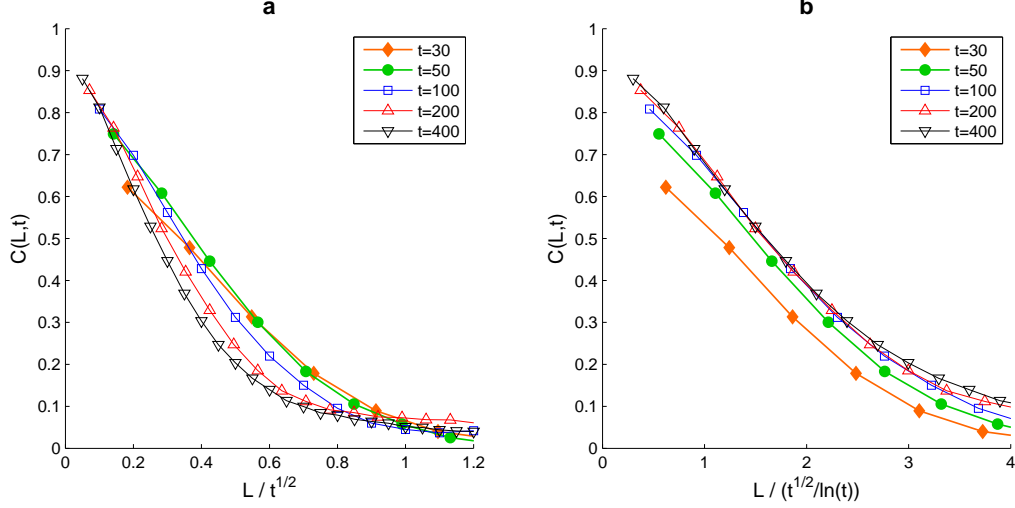 a
C(L,t)
1
0.9
0.8
0.7
0.6
0.5
0.4
0.3
0.2
0.1
0
0
0.2
0.4
0.6
0.8
1
1.2
L / t^{1/2}
t=30
t=50
t=100
t=200
t=400
b
C(L,t)
1
0.9
0.8
0.7
0.6
0.5
0.4
0.3
0.2
0.1
0
0
1
2
3
4
L / (t^{1/2}/ln(t))
t=30
t=50
t=100
t=200
t=400